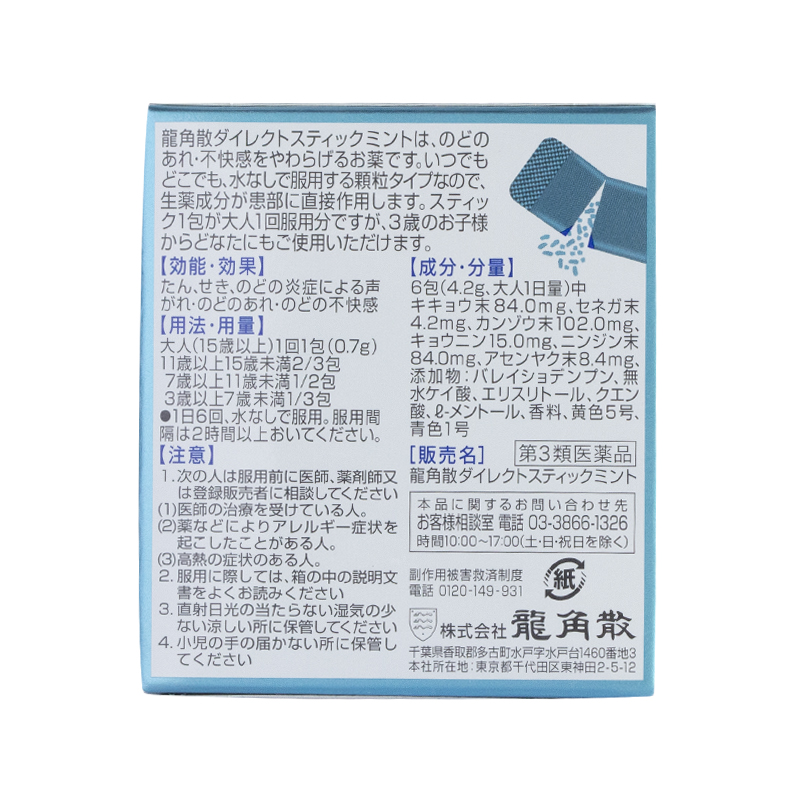 龍角散ダイレクトスティックミントは、のどの
あれ・不快感をやわらげるお薬です。いつでも
どこでも、水なしで服用する顆粒タイプなので、
生薬成分が患部に直接作用します。スティッ
ク1包が大人1回服用分ですが、3歳のお子様
からどなたにもご使用いただけます。
【効能・効果】
たん、せき、のどの炎症による声
がれ・のどのあれ・のどの不快感
【用法・用量】
大人(15歳以上)1回1包(0.7g)
11歳以上15歳未満2/3包
7歳以上11歳未満1/2包
3歳以上7歳未満1/3包
●1日6回、水なしで服用。服用間
隔は2時間以上おいてください。
【注意】
1.次の人は服用前に医師、薬剤師又
は登録販売者に相談してください
(1)医師の治療を受けている人。
(2)薬などによりアレルギー症状を
起こしたことがある人。
(3)高熱の症状のある人。
2.服用に際しては、箱の中の説明文
書をよくお読みください
3.直射日光の当たらない湿気の少
ない涼しい所に保管してください
4.小児の手の届かない所に保管し
てください
【成分・分量】
6包(4.2g、大人1日量)中
キキョウ末84.0mg、セネガ末
4.2mg、カンゾウ末102.0mg、
キョウニン15.0mg、ニンジン末
84.0mg、アセンヤク末8.4mg、
添加物:バレイショデンプン、無
水ケイ酸、エリスリトール、クエン
酸、ℓ-メントール、香料、黄色5号、
青色1号
[販売名] 第3類医薬品
龍角散ダイレクトスティックミント
本品に関するお問い合わせ先
お客様相談室 電話 03-3866-1326
時間10:00~17:00(土・日・祝日を除く)
副作用被害救済制度
電話 0120-149-931
紙
株式会社 龍角散
千葉県香取郡多古町水戸字水戸台1460番地3
本社所在地:東京都千代田区東神田2-5-12